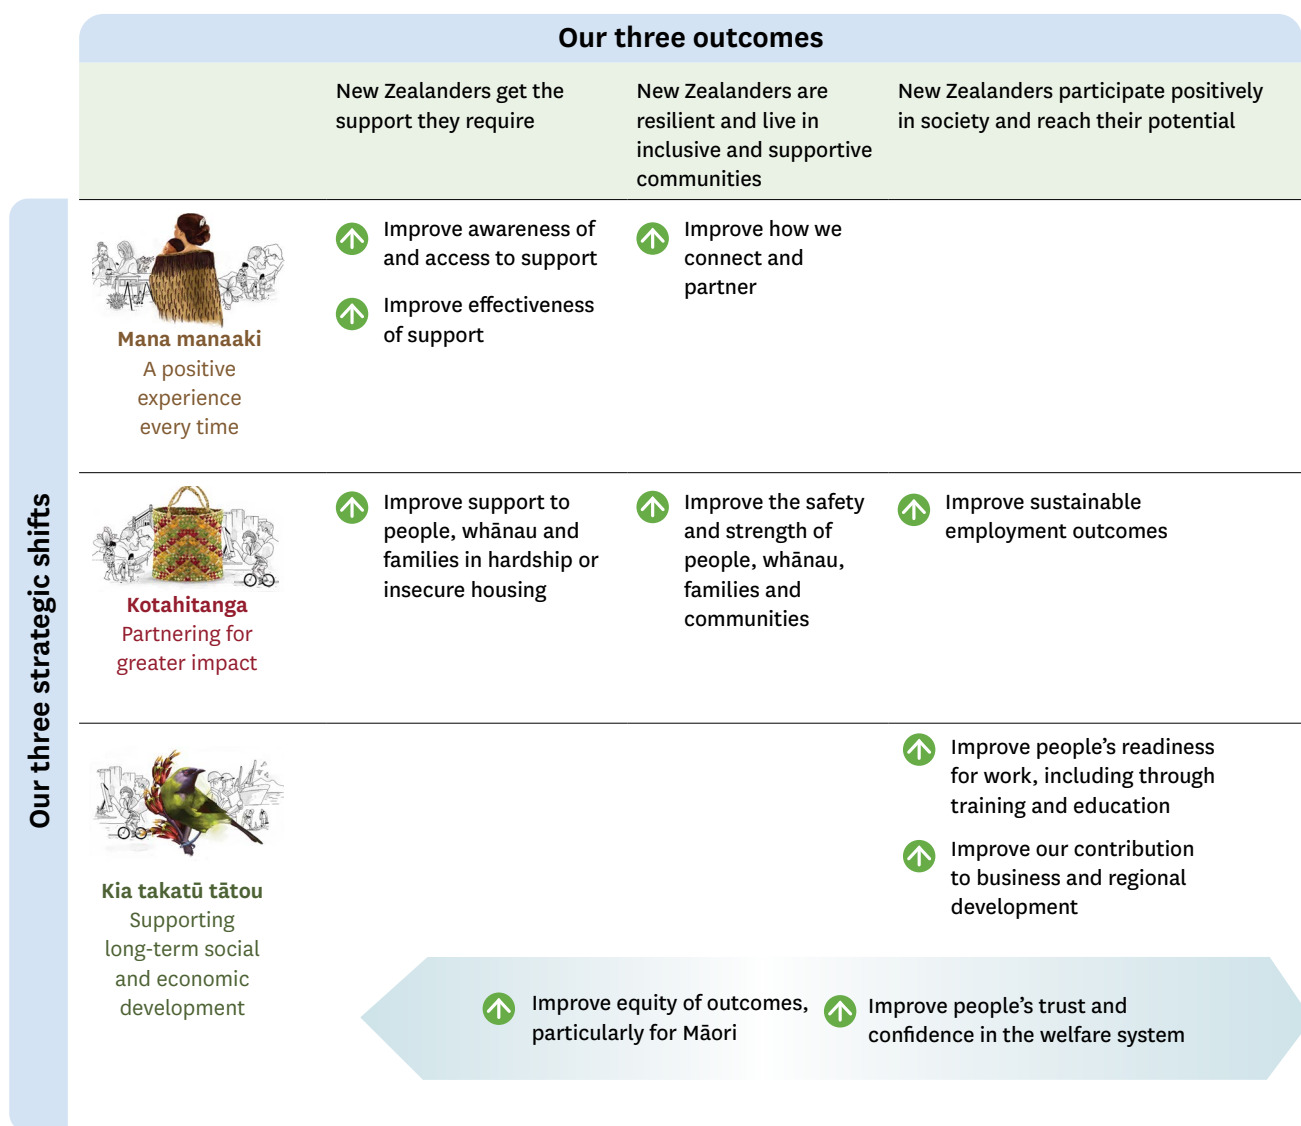 Our three outcomes
New Zealanders get the
support they require
New Zealanders are
resilient and live in
inclusive and supportive
communities
New Zealanders participate positively
in society and reach their potential
Our three strategic shifts
Mana manaaki
A positive
experience
every time
Improve awareness of
and access to support
Improve effectiveness
of support
Improve how we
connect and
partner
Kotahitanga
Partnering for
greater impact
Improve support to
people, whānau and
families in hardship or
insecure housing
Improve the safety
and strength of
people, whānau,
families and
communities
Improve sustainable
employment outcomes
Kia takatū tātou
Supporting
long-term social
and economic
development
Improve people’s readiness
for work, including through
training and education
Improve our contribution
to business and regional
development
Improve equity of outcomes,
particularly for Māori
Improve people’s trust and
confidence in the welfare system